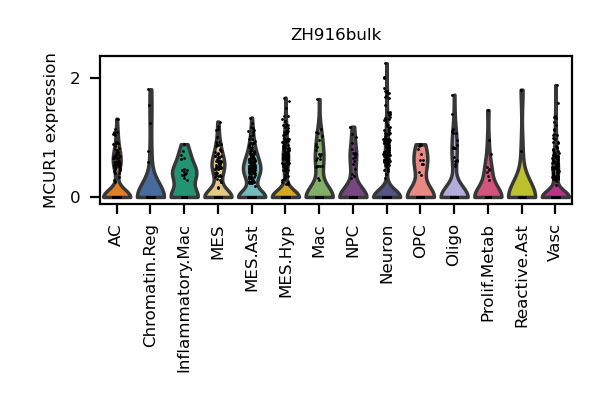 ZH916bulk
MCUR1 expression
2
0
AC
Chromatin.Reg
Inflammatory.Mac
MES
MES.Ast
MES.Hyp
Mac
NPC
Neuron
OPC
Oligo
Prolif.Metab
Reactive.Ast
Vasc